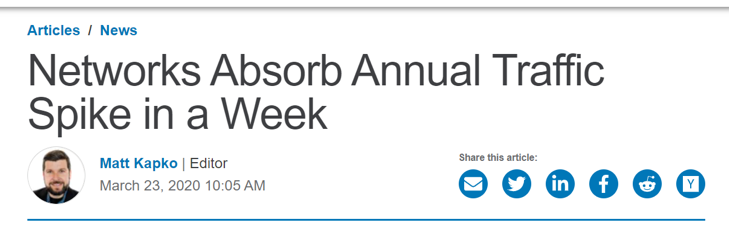 Articles / News
Networks Absorb Annual Traffic
Spike in a Week
Matt Kapko | Editor
March 23, 2020 10:05 AM
Share this article:
Y